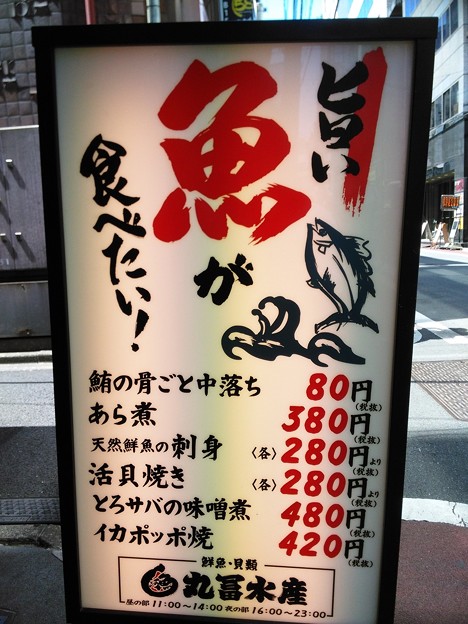 旨い
魚が
食べたい！
鮪の骨ごと中落ち 80円(税抜)
あら煮 380円(税抜)
天然鮮魚の刺身 〈各〉280円より(税抜)
活貝焼き 〈各〉280円より(税抜)
とろサバの味噌煮 480円(税抜)
イカポッポ焼 420円(税抜)
鮮魚・貝類
丸冨水産
昼の部 11:00～14:00 夜の部 16:00～23:00